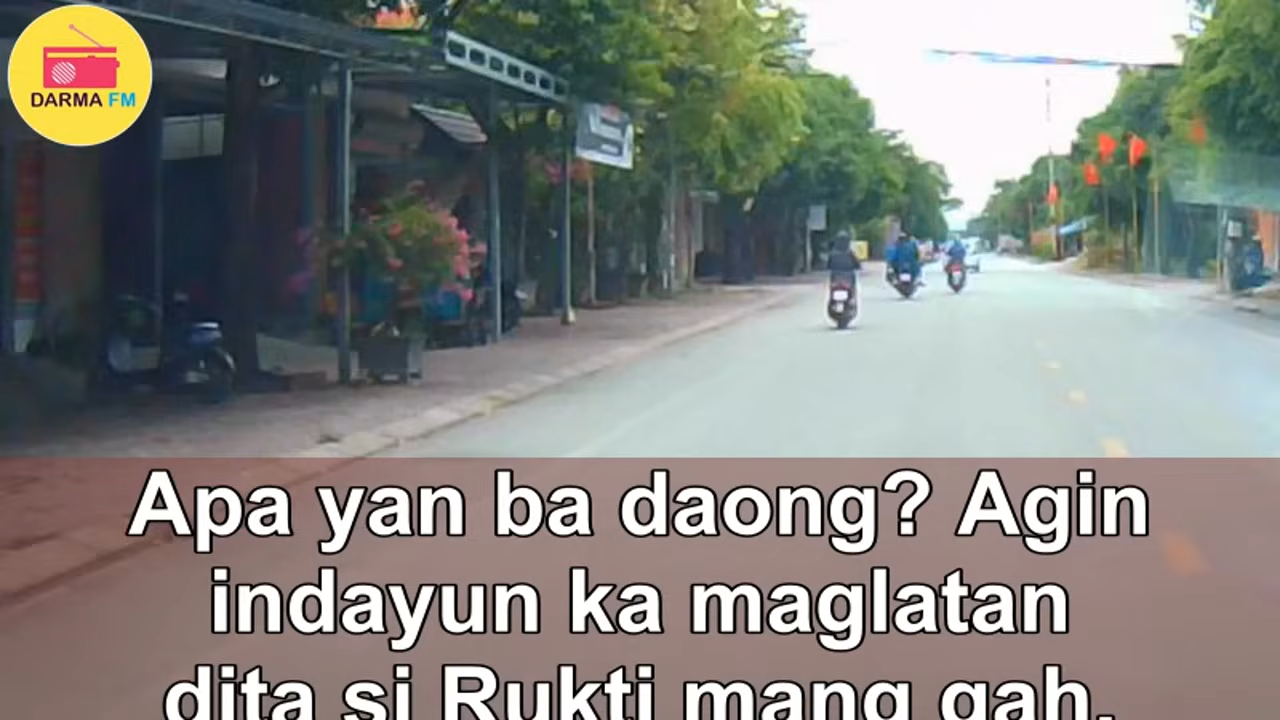 DARMA FM
Apa yan ba daong? Agin
indayun ka maglatan
dita si Rukti mang gah.